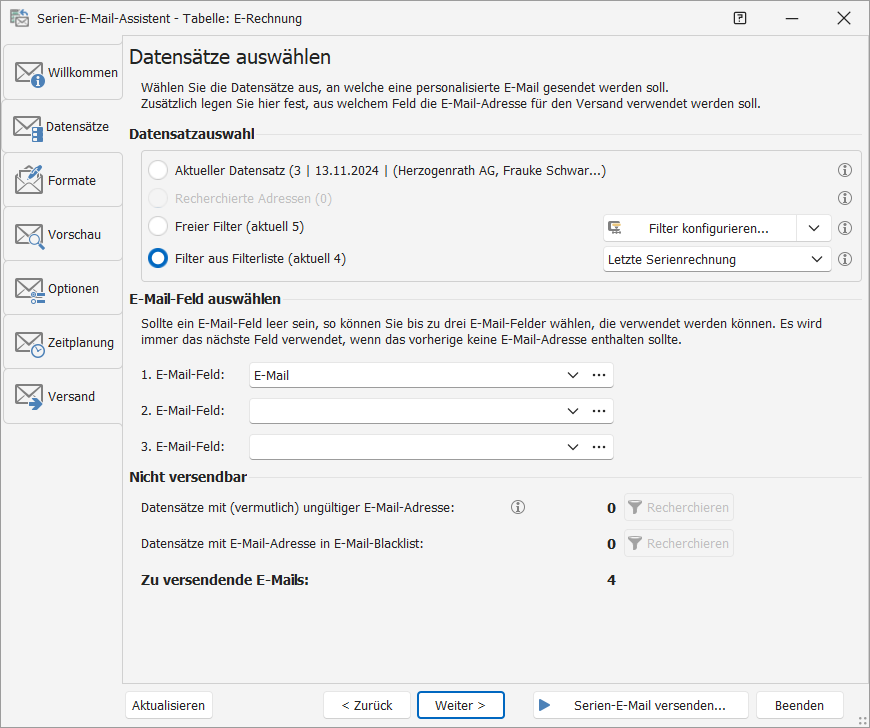 Serien-E-Mail-Assistent - Tabelle: E-Rechnung
Willkommen
Datensätze
Formate
Vorschau
Optionen
Zeitplanung
Versand
Datensätze auswählen
Wählen Sie die Datensätze aus, an welche eine personalisierte E-Mail gesendet werden soll.
Zusätzlich legen Sie hier fest, aus welchem Feld die E-Mail-Adresse für den Versand verwendet werden soll.
Datensatzauswahl
Aktueller Datensatz (3 | 13.11.2024 | (Herzogenrath AG, Frauke Schwar...)
Recherchierte Adressen (0)
Freier Filter (aktuell 5)
Filter konfigurieren...
Filter aus Filterliste (aktuell 4)
Letzte Serienrechnung
E-Mail-Feld auswählen
Sollte ein E-Mail-Feld leer sein, so können Sie bis zu drei E-Mail-Felder wählen, die verwendet werden können. Es wird
immer das nächste Feld verwendet, wenn das vorherige keine E-Mail-Adresse enthalten sollte.
1. E-Mail-Feld: E-Mail
2. E-Mail-Feld:
3. E-Mail-Feld:
Nicht versendbar
Datensätze mit (vermutlich) ungültiger E-Mail-Adresse: 0 Recherchieren
Datensätze mit E-Mail-Adresse in E-Mail-Blacklist: 0 Recherchieren
Zu versendende E-Mails: 4
Aktualisieren
< Zurück
Weiter >
Serien-E-Mail versenden...
Beenden